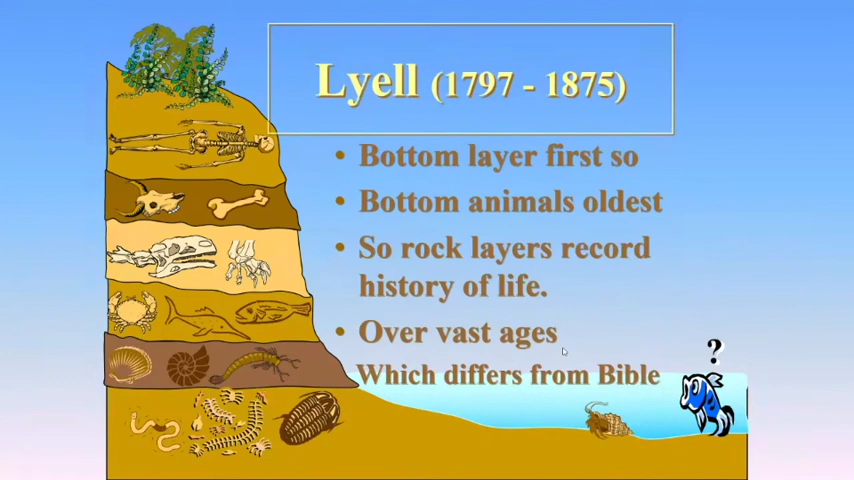 Lyell (1797 - 1875)
• Bottom layer first so
• Bottom animals oldest
• So rock layers record
history of life.
• Over vast ages
Which differs from Bible
?